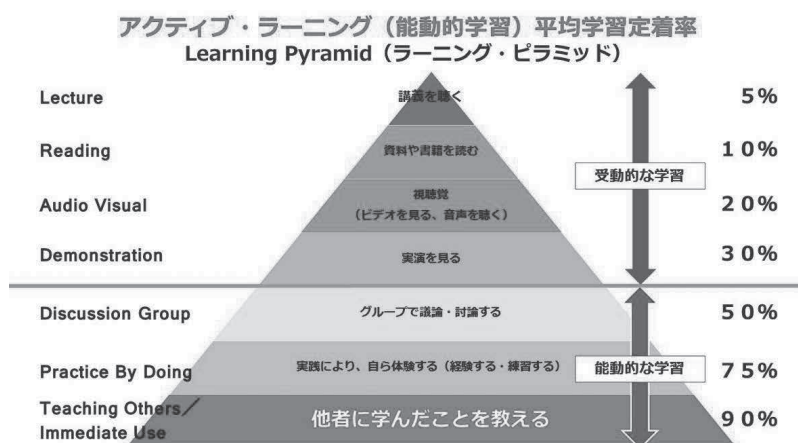 アクティブ・ラーニング（能動的学習）平均学習定着率
Learning Pyramid（ラーニング・ピラミッド）
Lecture 講義を聴く 5%
Reading 資料や書籍を読む 10%
受動的な学習
Audio Visual 視聴覚 20%
（ビデオを見る、音声を聴く）
Demonstration 実演を見る 30%
Discussion Group グループで議論・討論する 50%
Practice By Doing 実践により、自ら体験する（経験する・練習する） 能動的な学習 75%
Teaching Others／ 他者に学んだことを教える 90%
Immediate Use